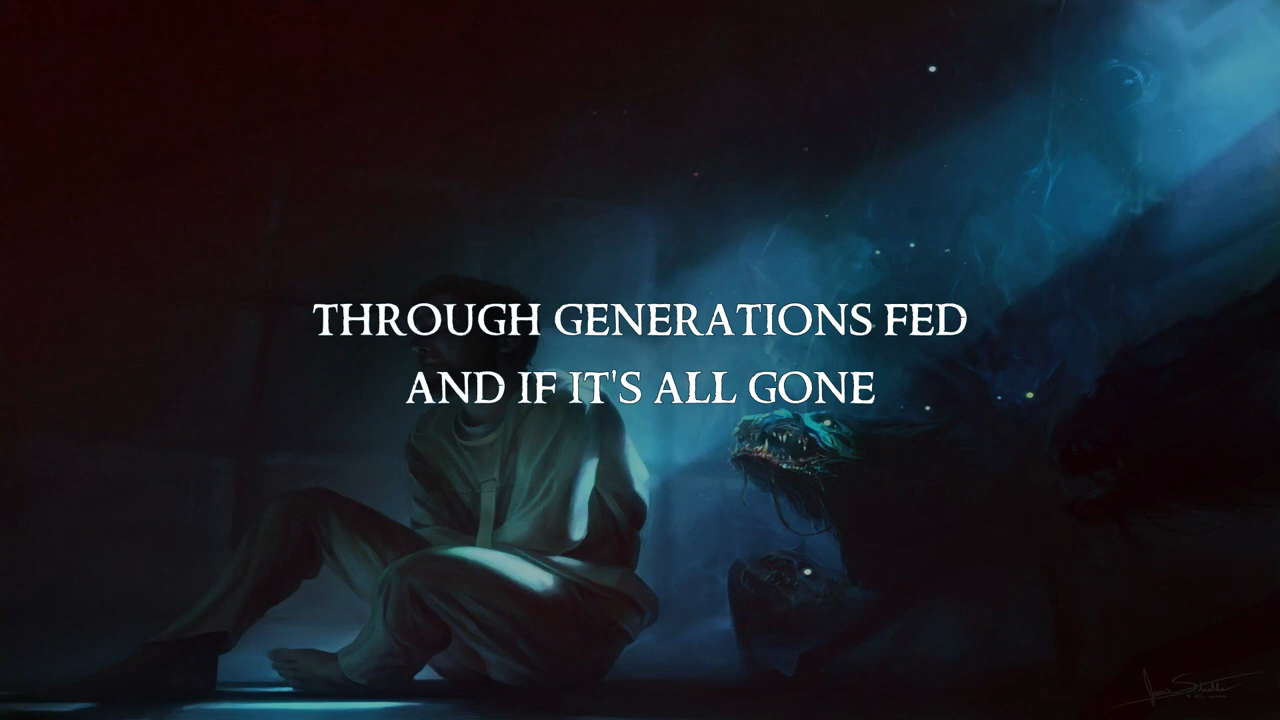 THROUGH GENERATIONS FED
AND IF IT'S ALL GONE